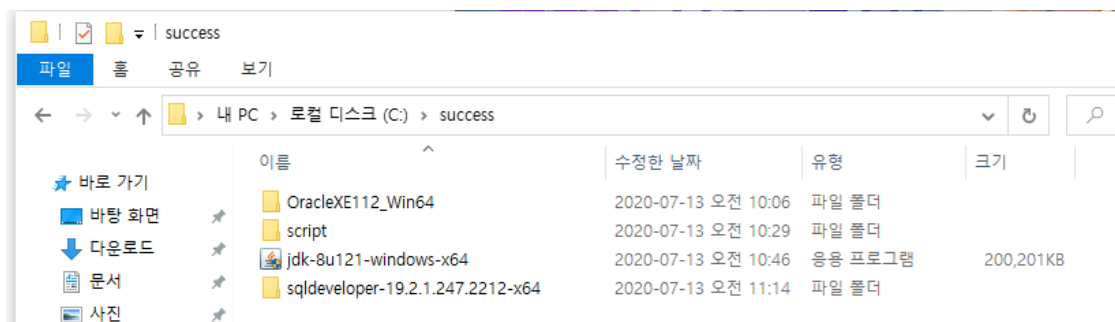 success
파일 홈 공유 보기
내 PC > 로컬 디스크 (C:) > success
이름 수정한 날짜 유형 크기
바로 가기
바탕 화면
다운로드
문서
사진
OracleXE112_Win64 2020-07-13 오전 10:06 파일 폴더
script 2020-07-13 오전 10:29 파일 폴더
jdk-8u121-windows-x64 2020-07-13 오전 10:46 응용 프로그램 200,201KB
sqldeveloper-19.2.1.247.2212-x64 2020-07-13 오전 11:14 파일 폴더